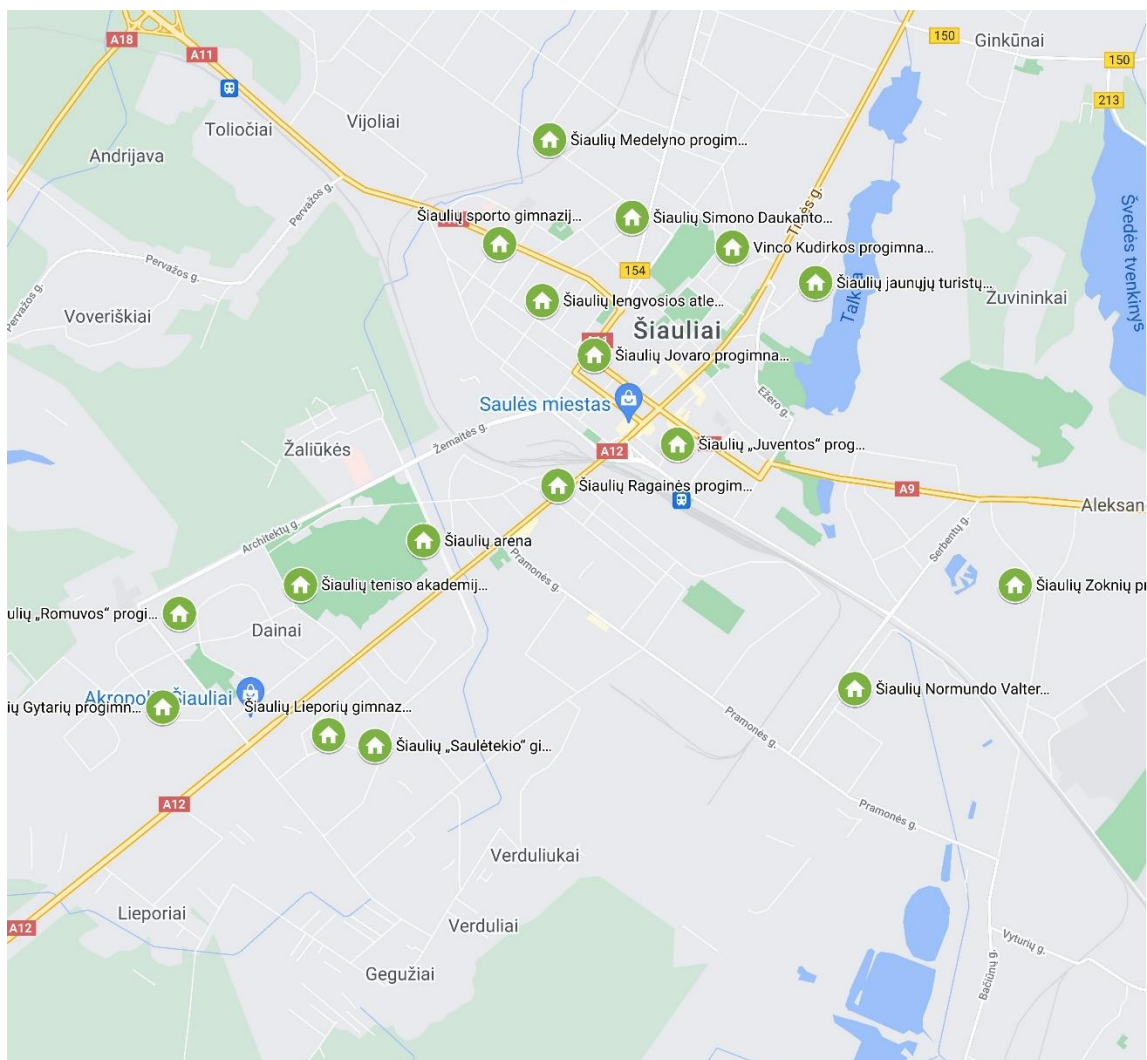 150
Ginkūnai
A18
A11
150
213
Toliočiai
Vijoliai
Andrijava
Šiaulių Medelyno progim...
Pervažos g.
Tilžės g.
Švedės tvenkinys
Šiaulių sporto gimnazij...
Šiaulių Simono Daukanto...
Vinco Kudirkos progimna...
Pervažos g.
154
Šiaulių jaunųjų turistų...
Pervažos g.
Voveriškiai
Šiaulių lengvosios atle...
Talka
Zuvininkai
Šiauliai
Šiaulių Jovaro progimna...
Saulės miestas
Ežero g.
Žemaitės g.
Žaliūkės
A12
Šiaulių „Juventos“ prog...
Šiaulių Ragainės progim...
A9
Aleksan
Architektų g.
Šiaulių arena
Serbentų g.
Pramonės g.
Šiaulių teniso akademij...
Šiaulių Zoknių pr
ulių „Romuvos“ progi...
Dainai
Akropolis Šiauliai
Šiaulių Normundo Valter...
ių Gytarių progimn...
Šiaulių Lieporių gimnaz...
Pramonės g.
Šiaulių „Saulėtekio“ gi...
A12
Pramonės g.
Verduliukai
Lieporiai
Verduliai
A12
Vyturių g.
Gegužiai
Bačiūnų g.